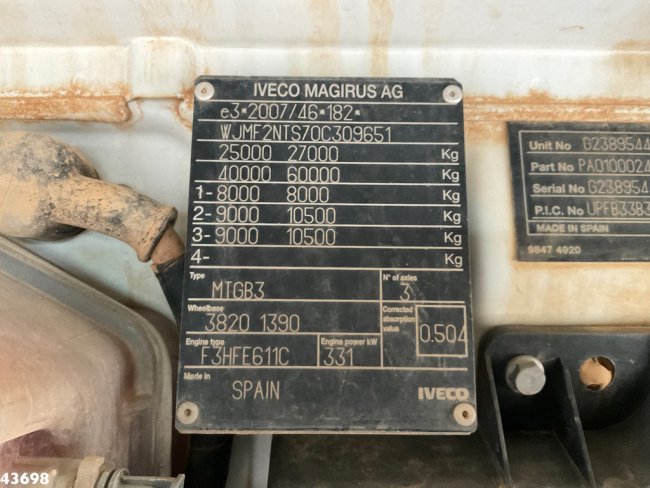 IVECO MAGIRUS AG
e3*2007/46*182*
WJMF2NTS70C309651
25000 27000 Kg
40000 60000 Kg
1- 8000 8000 Kg
2- 9000 10500 Kg
3- 9000 10500 Kg
4- Kg
Type
MTGB3
N° of axles
3
Wheelbase
3820 1390
Corrected absorption value
0.504
Engine type
F3HFE611C
Engine power kW
331
Made in
SPAIN
IVECO
Unit No G2389544
Part No PA0100024
Serial No G238954
P.I.C. No UPFB33B3
MADE IN SPAIN
9847 4920
43698